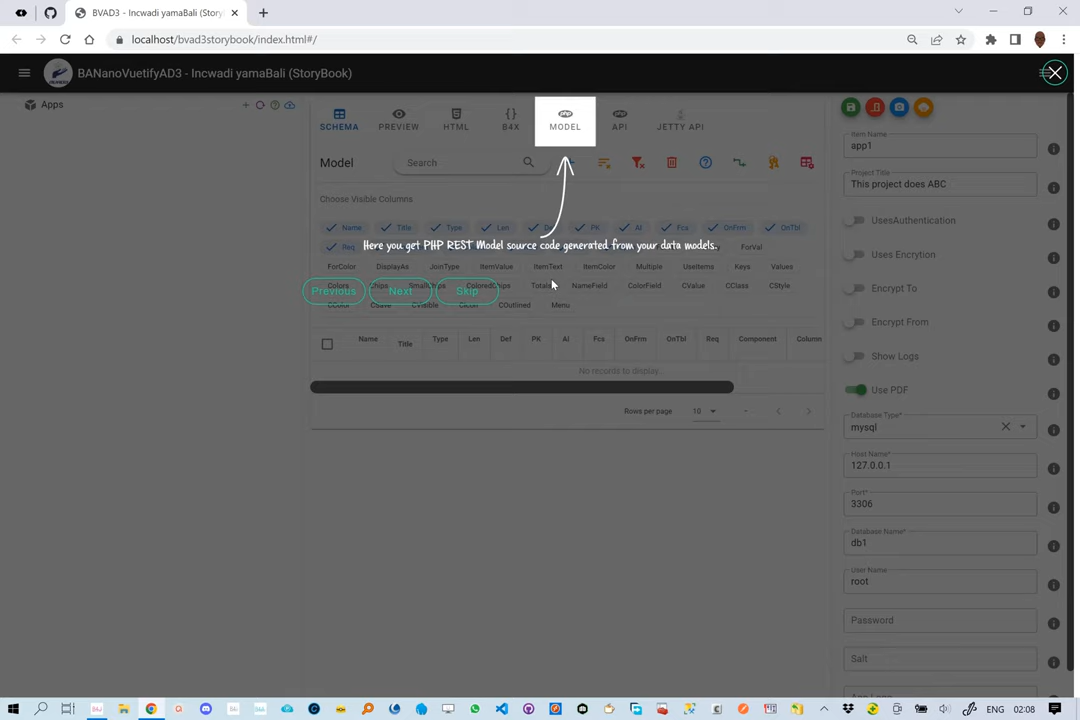 BVAD3 - Incwadi yamaBali (Story
localhost/bvad3storybook/index.html#/
BANanoVuetifyAD3 - Incwadi yamaBali (StoryBook)
Apps
SCHEMA PREVIEW HTML B4X MODEL API JETTY API
{}
php
php
Model
Search
Choose Visible Columns
Name Title Type Len Def PK AI Fcs OnFrm OnTbl
Req ForVal
Here you get PHP REST Model source code generated from your data models.
ForColor DisplayAs JoinType ItemValue ItemText ItemColor Multiple UseItems Keys Values
Colors Chips SmallChips ColoredChips Totals NameField ColorField CValue CClass CStyle
Previous Next Skip
CColor CSave CVisible CIcon COutlined Menu
Name Title Type Len Def PK AI Fcs OnFrm OnTbl Req Component Column
No records to display...
Rows per page 10 -
Item Name
app1
Project Title
This project does ABC
UsesAuthentication
Uses Encrytion
Encrypt To
Encrypt From
Show Logs
Use PDF
Database Type*
mysql
Host Name*
127.0.0.1
Port*
3306
Database Name*
db1
User Name
root
Password
Salt
ENG 02:08